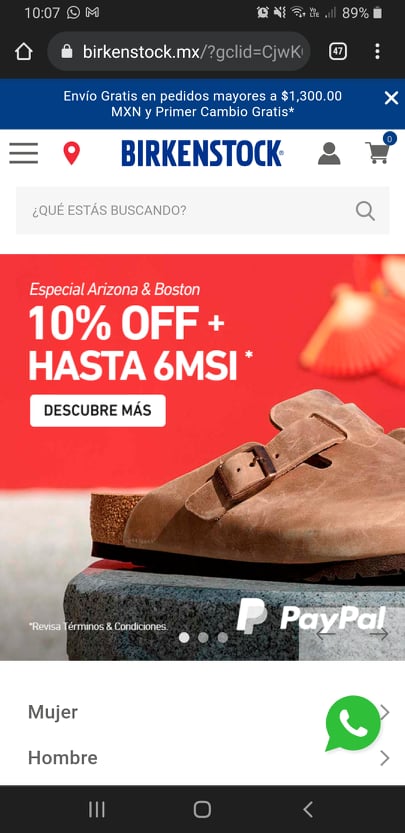 10:07
89%
birkenstock.mx/?gclid=CjwK
47
Envío Gratis en pedidos mayores a $1,300.00
MXN y Primer Cambio Gratis*
BIRKENSTOCK®
0
¿QUÉ ESTÁS BUSCANDO?
Especial Arizona & Boston
10% OFF +
HASTA 6MSI *
DESCUBRE MÁS
*Revisa Términos & Condiciones.
PayPal
Mujer
Hombre